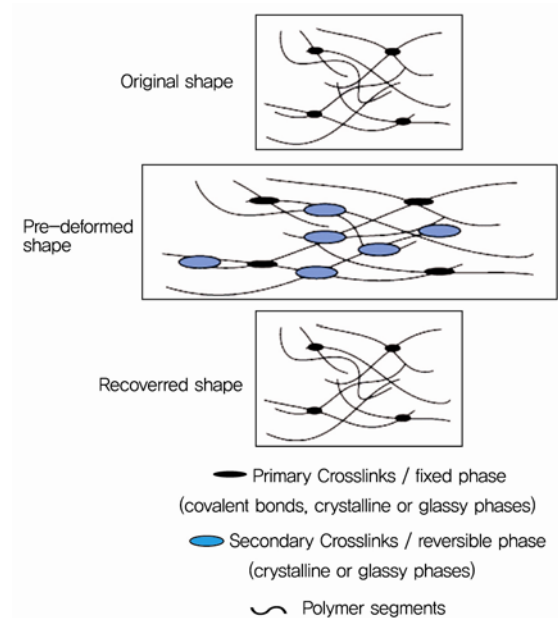 Original shape
Pre-deformed
shape
Recoverred shape
Primary Crosslinks / fixed phase
(covalent bonds, crystalline or glassy phases)
Secondary Crosslinks / reversible phase
(crystalline or glassy phases)
Polymer segments